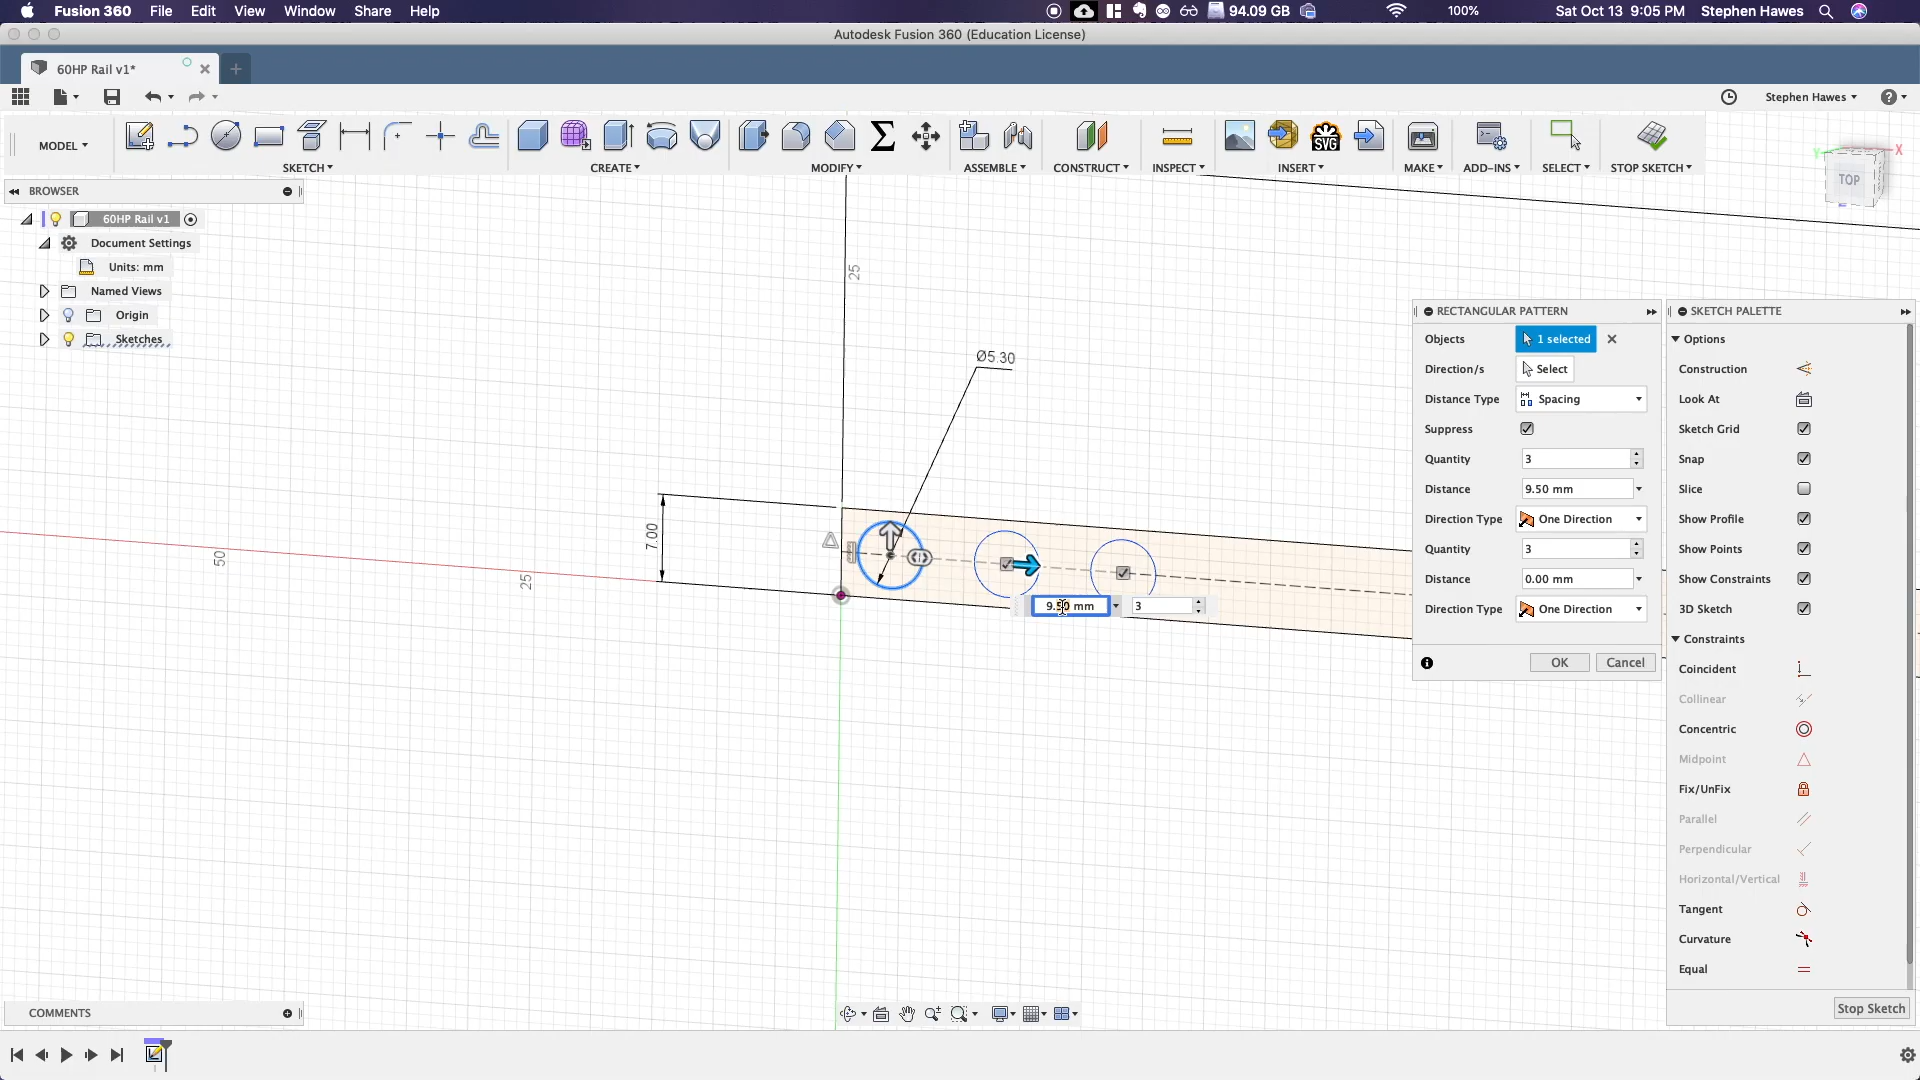 Fusion 360 File Edit View Window Share Help
94.09 GB 100% Sat Oct 13 9:05 PM Stephen Hawes
Autodesk Fusion 360 (Education License)
60HP Rail v1*
Stephen Hawes
MODEL
SKETCH CREATE MODIFY ASSEMBLE CONSTRUCT INSPECT INSERT MAKE ADD-INS SELECT STOP SKETCH
SVG
TOP
X
Y
BROWSER
60HP Rail v1
Document Settings
Units: mm
Named Views
Origin
Sketches
25
Ø5.30
7.00
50
25
9.50 mm
3
RECTANGULAR PATTERN
Objects 1 selected
Direction/s Select
Distance Type Spacing
Suppress
Quantity 3
Distance 9.50 mm
Direction Type One Direction
Quantity 3
Distance 0.00 mm
Direction Type One Direction
OK Cancel
SKETCH PALETTE
Options
Construction
Look At
Sketch Grid
Snap
Slice
Show Profile
Show Points
Show Constraints
3D Sketch
Constraints
Coincident
Collinear
Concentric
Midpoint
Fix/UnFix
Parallel
Perpendicular
Horizontal/Vertical
Tangent
Curvature
Equal
Stop Sketch
COMMENTS